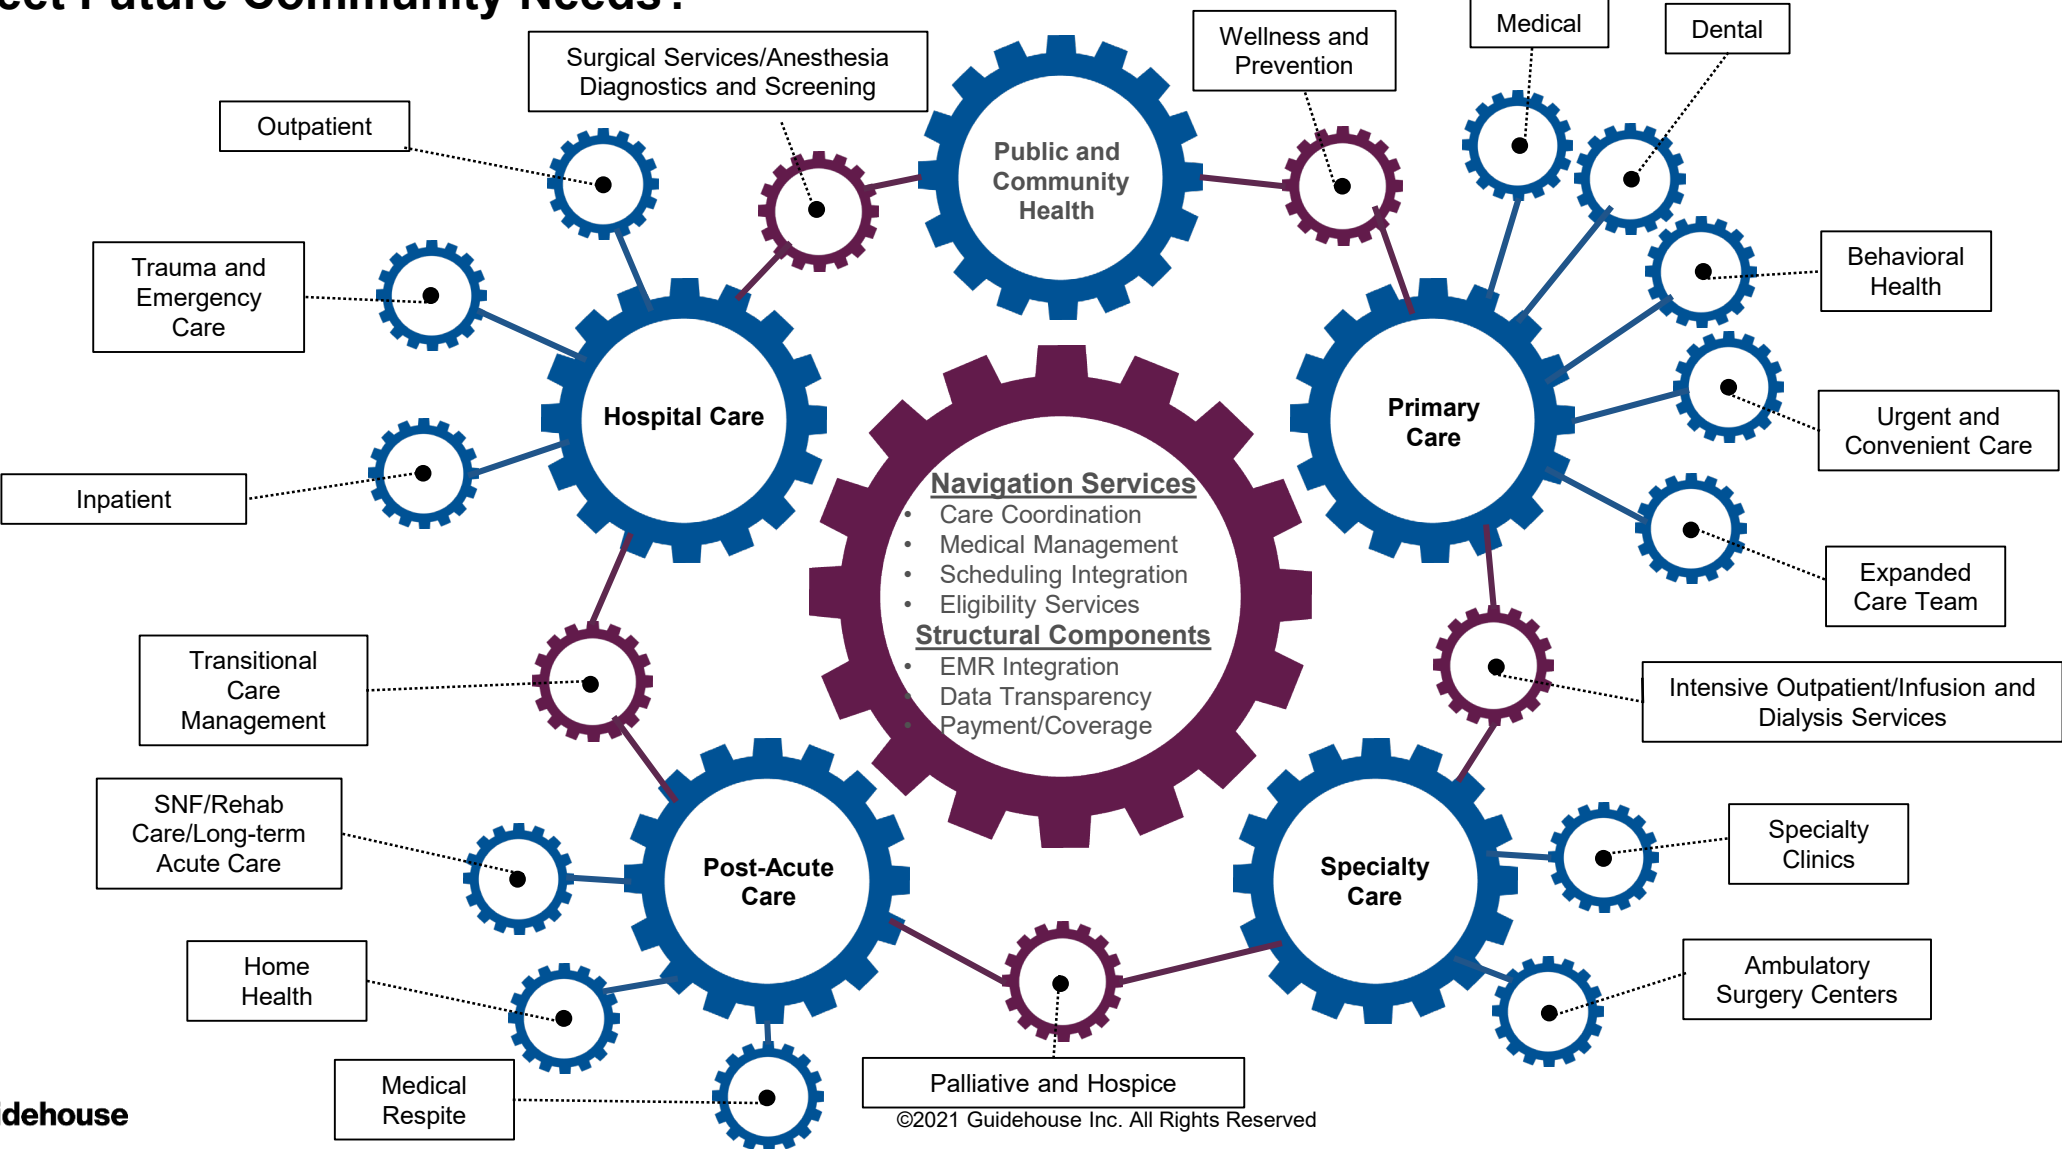 eet Future Community Needs?
Surgical Services/Anesthesia
Diagnostics and Screening
Wellness and
Prevention
Medical
Dental
Outpatient
Public and
Community
Health
Trauma and
Emergency
Care
Behavioral
Health
Hospital Care
Primary
Care
Urgent and
Convenient Care
Inpatient
Navigation Services
• Care Coordination
• Medical Management
• Scheduling Integration
• Eligibility Services
Structural Components
• EMR Integration
• Data Transparency
• Payment/Coverage
Expanded
Care Team
Transitional
Care
Management
Intensive Outpatient/Infusion and
Dialysis Services
SNF/Rehab
Care/Long-term
Acute Care
Post-Acute
Care
Specialty
Care
Specialty
Clinics
Home
Health
Ambulatory
Surgery Centers
Medical
Respite
Palliative and Hospice
idehouse
©2021 Guidehouse Inc. All Rights Reserved